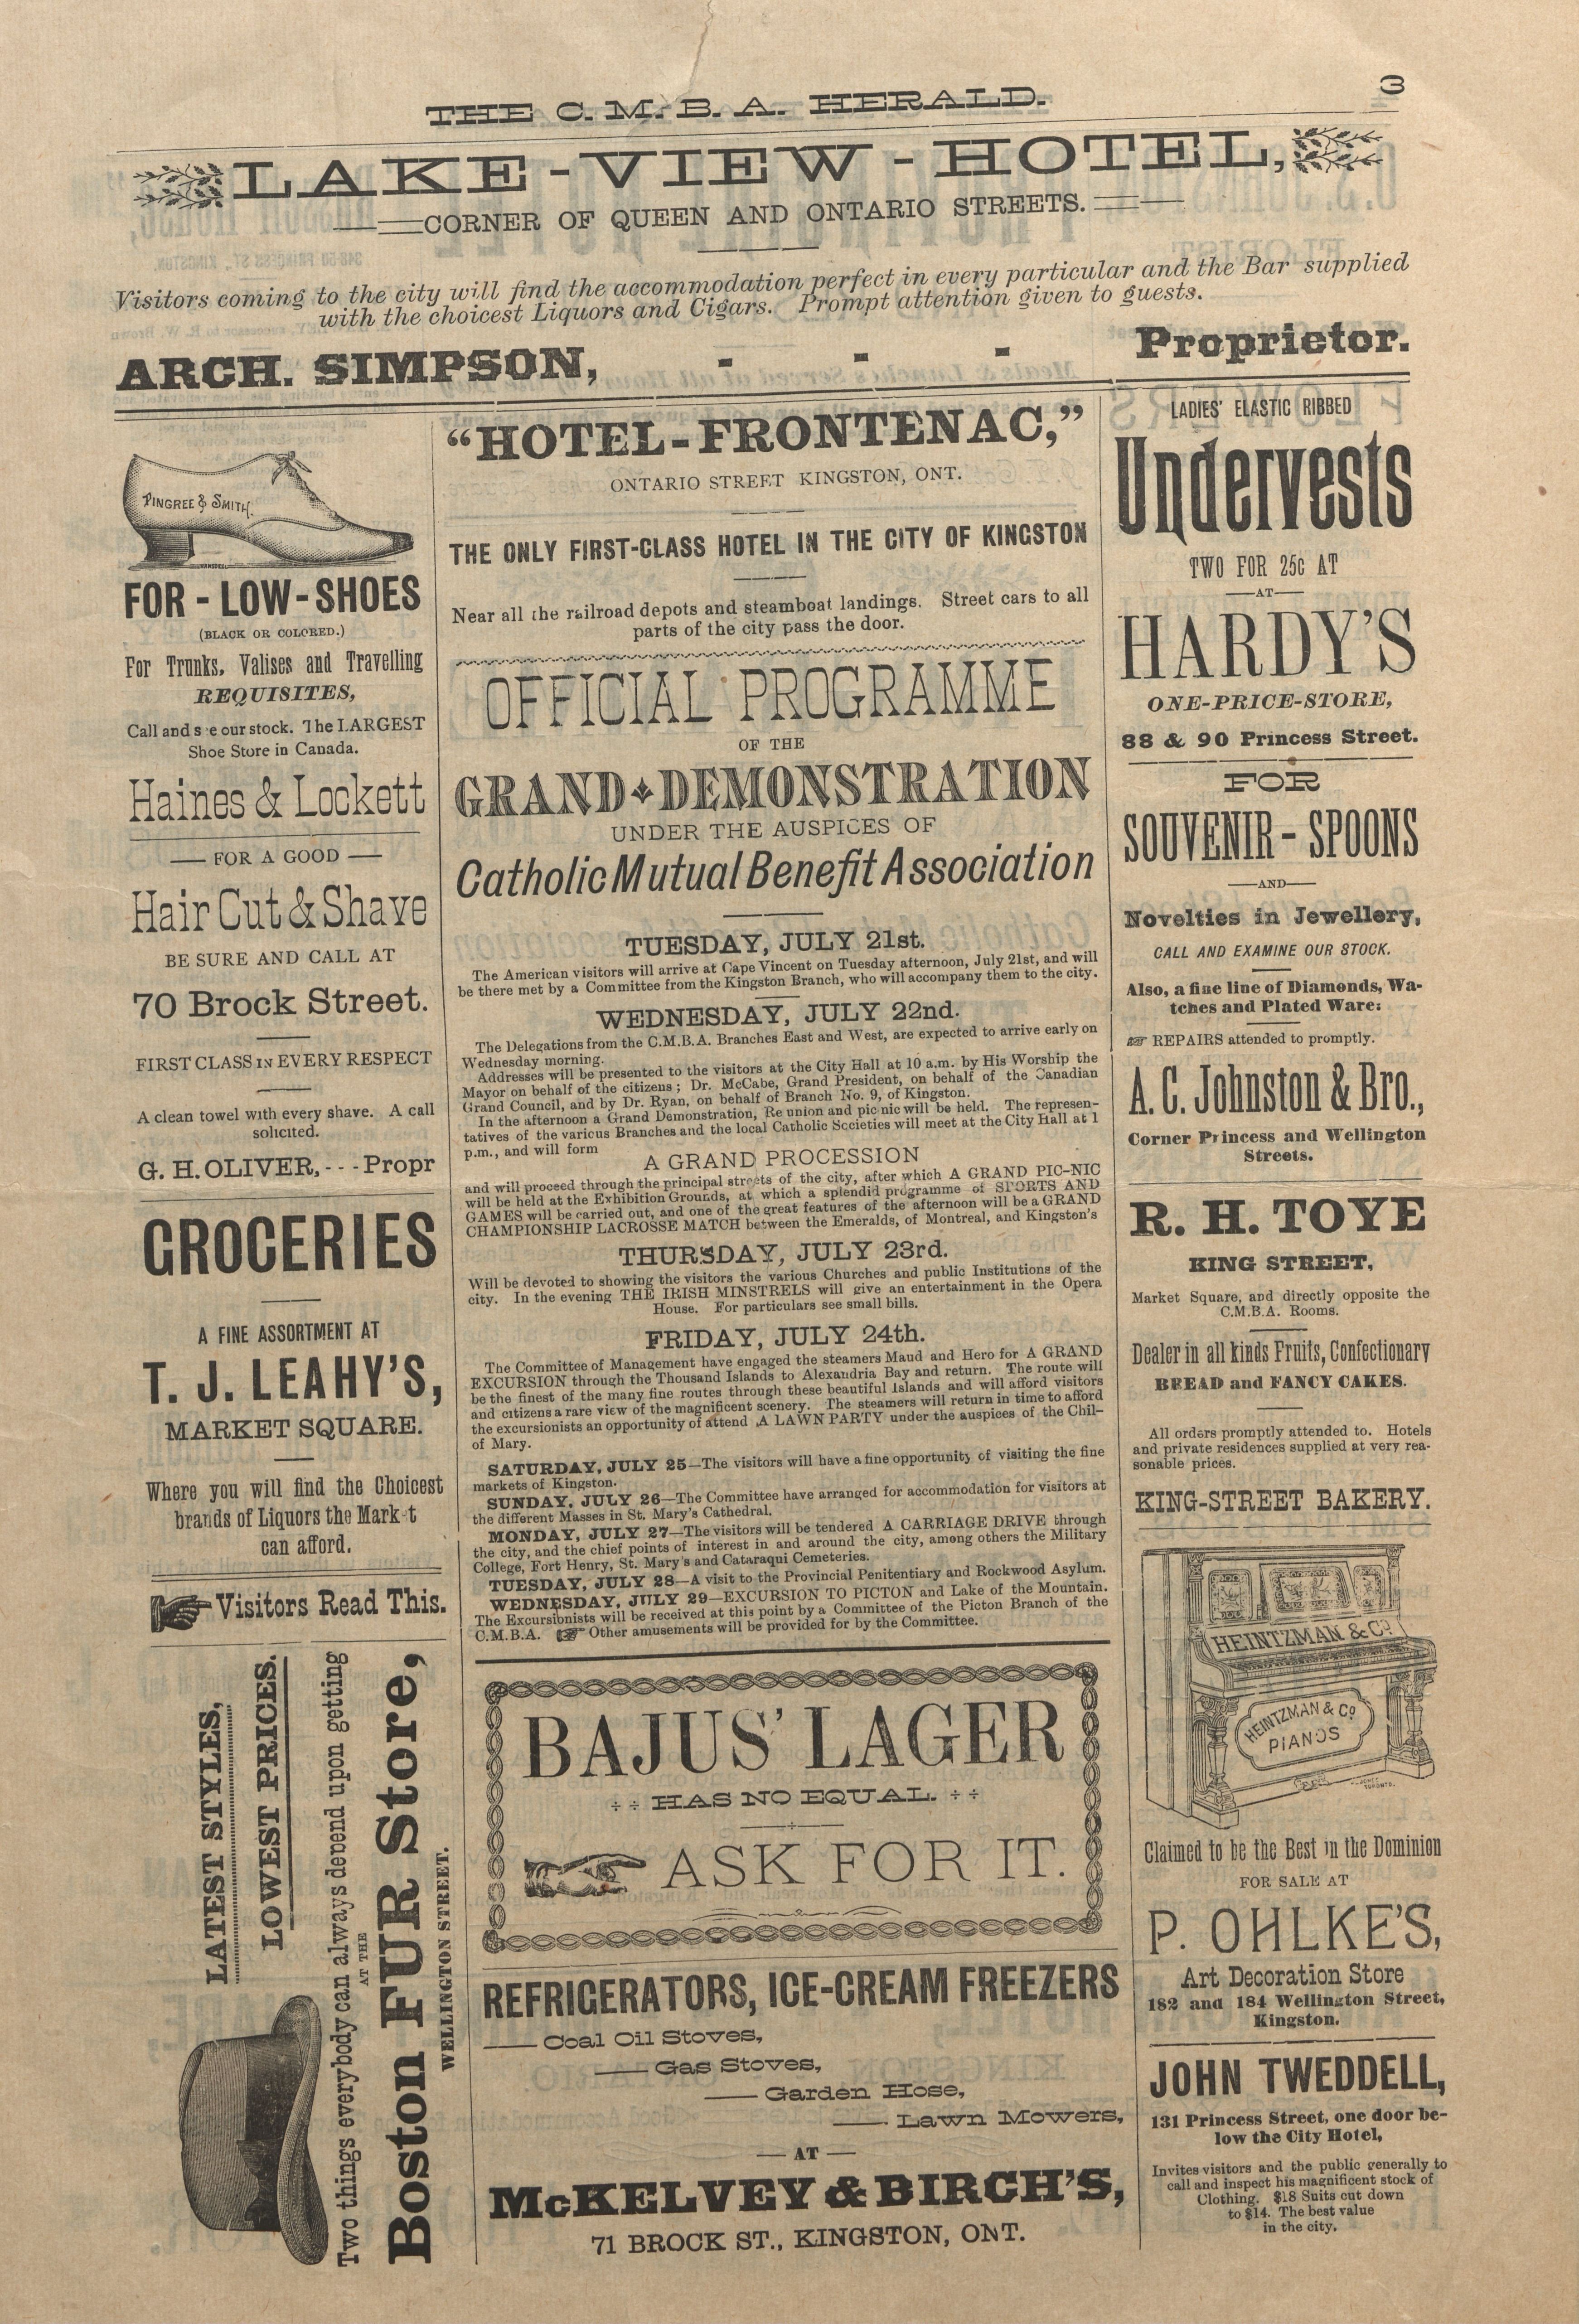 THE C. M. B. A. HERALD.
3
LAKE-VIEW-HOTEL,
CORNER OF QUEEN AND ONTARIO STREETS.
Visitors coming to the city will find the accommodation perfect in every particular and the Bar supplied
with the choicest Liquors and Cigars. Prompt attention given to guests.
ARCH. SIMPSON, - - - Proprietor.
PINGREE & SMITH.
FOR-LOW-SHOES
(BLACK OR COLORED.)
For Trunks, Valises and Travelling
REQUISITES,
Call and s e our stock. The LARGEST
Shoe Store in Canada.
Haines & Lockett
FOR A GOOD
Hair Cut & Shave
BE SURE AND CALL AT
70 Brock Street.
FIRST CLASS IN EVERY RESPECT
A clean towel with every shave. A call
solicited.
G. H. OLIVER, --- Propr
GROCERIES
A FINE ASSORTMENT AT
T. J. LEAHY'S,
MARKET SQUARE.
Where you will find the Choicest
brands of Liquors the Mark t
can afford.
Visitors Read This.
LATEST STYLES,
LOWEST PRICES.
Two things everybody can always depend upon getting
AT THE
Boston FUR Store,
WELLINGTON STREET.
"HOTEL-FRONTENAC,"
ONTARIO STREET KINGSTON, ONT.
THE ONLY FIRST-CLASS HOTEL IN THE CITY OF KINGSTON
Near all the railroad depots and steamboat landings. Street cars to all
parts of the city pass the door.
OFFICIAL PROGRAMME
OF THE
GRAND DEMONSTRATION
UNDER THE AUSPICES OF
Catholic Mutual Benefit Association
TUESDAY, JULY 21st.
The American visitors will arrive at Cape Vincent on Tuesday afternoon, July 21st, and will
be there met by a Committee from the Kingston Branch, who will accompany them to the city.
WEDNESDAY, JULY 22nd.
The Delegations from the C.M.B.A. Branches East and West, are expected to arrive early on
Wednesday morning.
Addresses will be presented to the visitors at the City Hall at 10 a.m. by His Worship the
Mayor on behalf of the citizens; Dr. McCabe, Grand President, on behalf of the Canadian
Grand Council, and by Dr. Ryan, on behalf of Branch No. 9, of Kingston.
In the afternoon a Grand Demonstration, Re union and pic nic will be held. The represen-
tatives of the various Branches and the local Catholic Societies will meet at the City Hall at 1
p.m., and will form
A GRAND PROCESSION
and will proceed through the principal streets of the city, after which A GRAND PIC-NIC
will be held at the Exhibition Grounds, at which a splendid programme of SPORTS AND
GAMES will be carried out, and one of the great features of the afternoon will be a GRAND
CHAMPIONSHIP LACROSSE MATCH between the Emeralds, of Montreal, and Kingston's
THURSDAY, JULY 23rd.
Will be devoted to showing the visitors the various Churches and public Institutions of the
city. In the evening THE IRISH MINSTRELS will give an entertainment in the Opera
House. For particulars see small bills.
FRIDAY, JULY 24th.
The Committee of Management have engaged the steamers Maud and Hero for A GRAND
EXCURSION through the Thousand Islands to Alexandria Bay and return. The route will
be the finest of the many fine routes through these beautiful Islands and will afford visitors
and citizens a rare view of the magnificent scenery. The steamers will return in time to afford
the excursionists an opportunity of attend A LAWN PARTY under the auspices of the Chil-
of Mary.
SATURDAY, JULY 25—The visitors will have a fine opportunity of visiting the fine
markets of Kingston.
SUNDAY, JULY 26—The Committee have arranged for accommodation for visitors at
the different Masses in St. Mary's Cathedral.
MONDAY, JULY 27—The visitors will be tendered A CARRIAGE DRIVE through
the city, and the chief points of interest in and around the city, among others the Military
College, Fort Henry, St. Mary's and Cataraqui Cemeteries.
TUESDAY, JULY 28—A visit to the Provincial Penitentiary and Rockwood Asylum.
WEDNESDAY, JULY 29—EXCURSION TO PICTON and Lake of the Mountain.
The Excursionists will be received at this point by a Committee of the Picton Branch of the
C.M.B.A. ☞ Other amusements will be provided for by the Committee.
BAJUS' LAGER
HAS NO EQUAL.
ASK FOR IT.
REFRIGERATORS, ICE-CREAM FREEZERS
Coal Oil Stoves,
Gas Stoves,
Garden Hose,
Lawn Mowers,
AT
McKELVEY & BIRCH'S,
71 BROCK ST., KINGSTON, ONT.
LADIES' ELASTIC RIBBED
Undervests
TWO FOR 25c AT
AT
HARDY'S
ONE-PRICE-STORE,
88 & 90 Princess Street.
FOR
SOUVENIR-SPOONS
AND
Novelties in Jewellery,
CALL AND EXAMINE OUR STOCK.
Also, a fine line of Diamonds, Wa-
tches and Plated Ware:
☞ REPAIRS attended to promptly.
A. C. Johnston & Bro.,
Corner Princess and Wellington
Streets.
R. H. TOYE
KING STREET,
Market Square, and directly opposite the
C.M.B.A. Rooms.
Dealer in all kinds Fruits, Confectionary
BREAD and FANCY CAKES.
All orders promptly attended to. Hotels
and private residences supplied at very rea-
sonable prices.
KING-STREET BAKERY.
HEINTZMAN & CO.
HEINTZMAN & CO
PIANOS
TORONTO.
Claimed to be the Best in the Dominion
FOR SALE AT
P. OHLKE'S,
Art Decoration Store
182 and 184 Wellington Street,
Kingston.
JOHN TWEDDELL,
131 Princess Street, one door be-
low the City Hotel,
Invites visitors and the public generally to
call and inspect his magnificent stock of
Clothing. $18 Suits cut down
to $14. The best value
in the city.